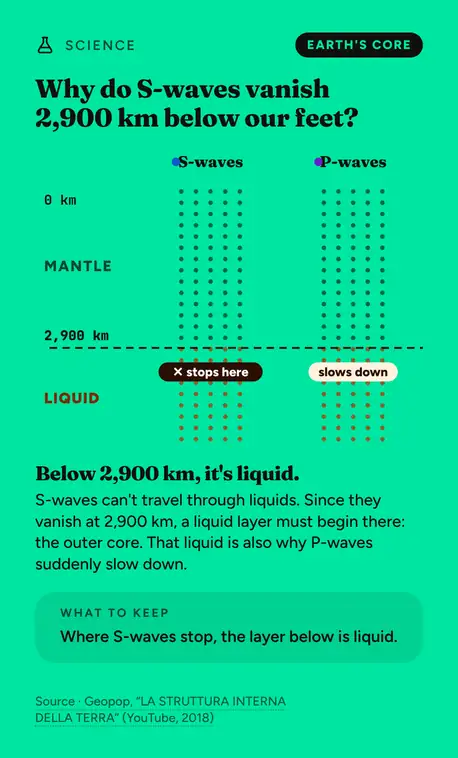 SCIENCE
EARTH'S CORE
Why do S-waves vanish
2,900 km below our feet?
S-waves
P-waves
0 km
MANTLE
2,900 km
✕ stops here
slows down
LIQUID
Below 2,900 km, it's liquid.
S-waves can't travel through liquids. Since they
vanish at 2,900 km, a liquid layer must begin there:
the outer core. That liquid is also why P-waves
suddenly slow down.
WHAT TO KEEP
Where S-waves stop, the layer below is liquid.
Source · Geopop, “LA STRUTTURA INTERNA
DELLA TERRA” (YouTube, 2018)